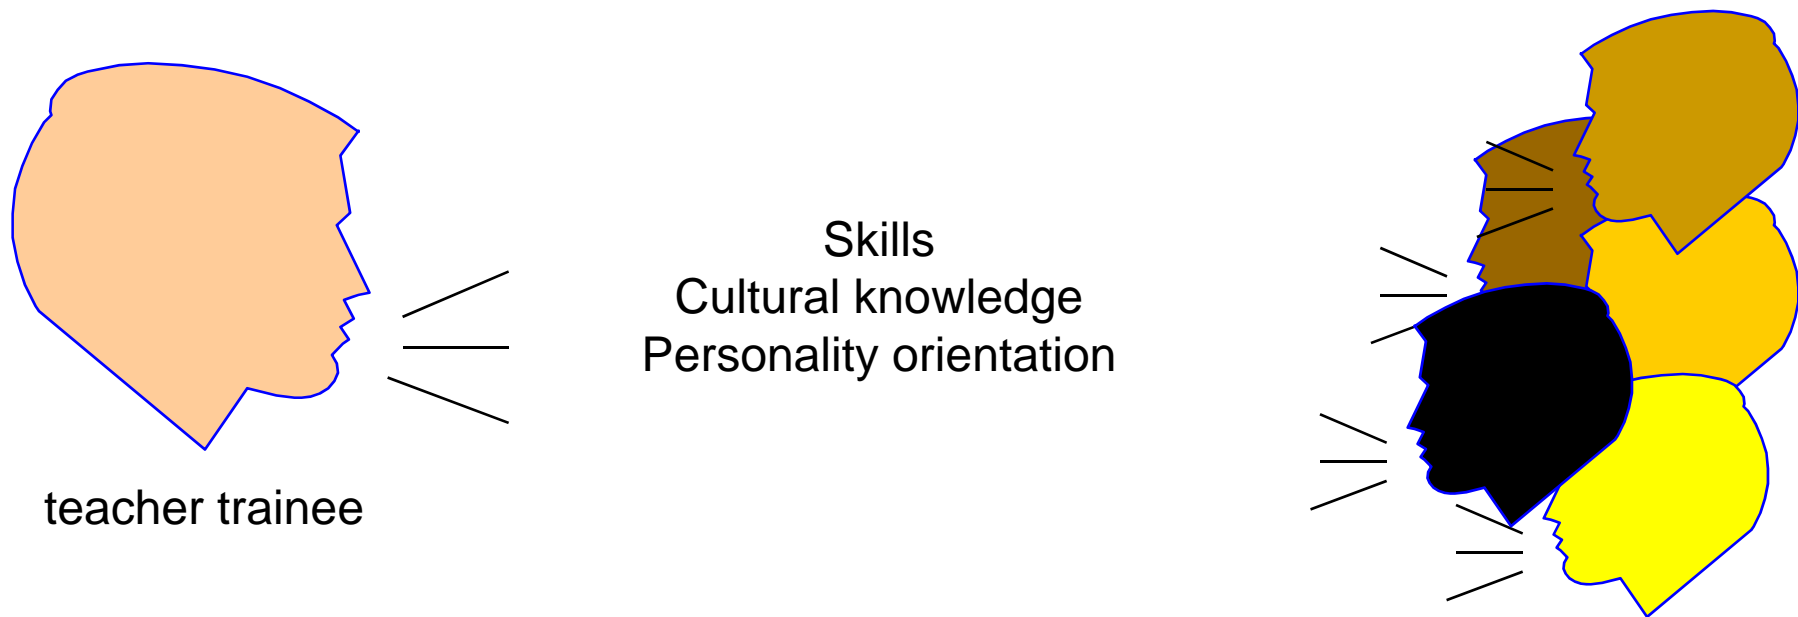 Skills
Cultural knowledge
Personality orientation
teacher trainee